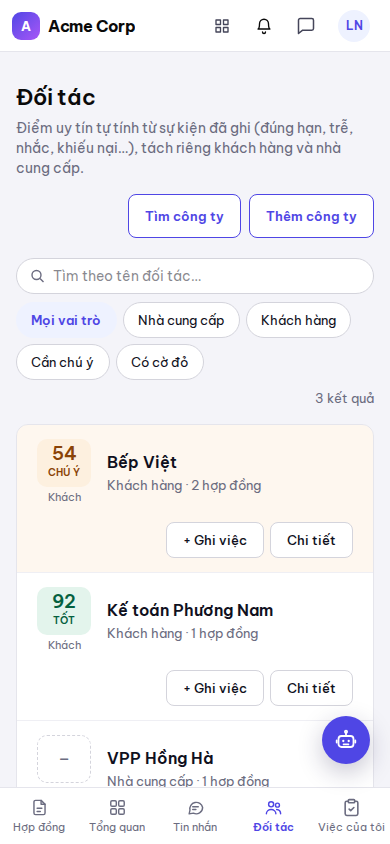 A Acme Corp LN
Đối tác
Điểm uy tín tự tính từ sự kiện đã ghi (đúng hạn, trễ,
nhắc, khiếu nại...), tách riêng khách hàng và nhà
cung cấp.
Tìm công ty Thêm công ty
Tìm theo tên đối tác...
Mọi vai trò Nhà cung cấp Khách hàng
Cần chú ý Có cờ đỏ
3 kết quả
54
CHÚ Ý
Khách
Bếp Việt
Khách hàng · 2 hợp đồng
+ Ghi việc Chi tiết
92
TỐT
Khách
Kế toán Phương Nam
Khách hàng · 1 hợp đồng
+ Ghi việc Chi tiết
–
VPP Hồng Hà
Nhà cung cấp · 1 hợp đồng
Hợp đồng Tổng quan Tin nhắn Đối tác Việc của tôi